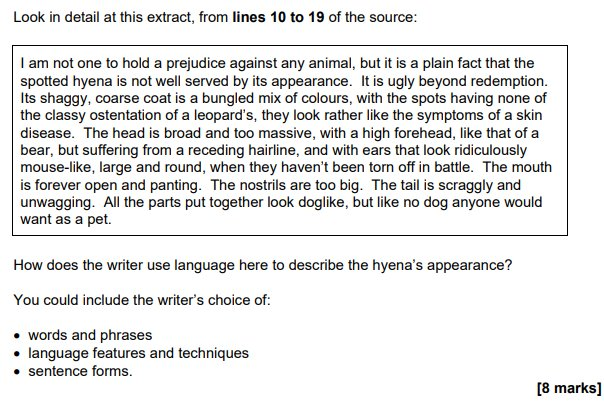 Look in detail at this extract, from lines 10 to 19 of the source:
I am not one to hold a prejudice against any animal, but it is a plain fact that the
spotted hyena is not well served by its appearance. It is ugly beyond redemption.
Its shaggy, coarse coat is a bungled mix of colours, with the spots having none of
the classy ostentation of a leopard's, they look rather like the symptoms of a skin
disease. The head is broad and too massive, with a high forehead, like that of a
bear, but suffering from a receding hairline, and with ears that look ridiculously
mouse-like, large and round, when they haven't been torn off in battle. The mouth
is forever open and panting. The nostrils are too big. The tail is scraggly and
unwagging. All the parts put together look doglike, but like no dog anyone would
want as a pet.
How does the writer use language here to describe the hyena's appearance?
You could include the writer's choice of:
• words and phrases
• language features and techniques
• sentence forms.
[8 marks]